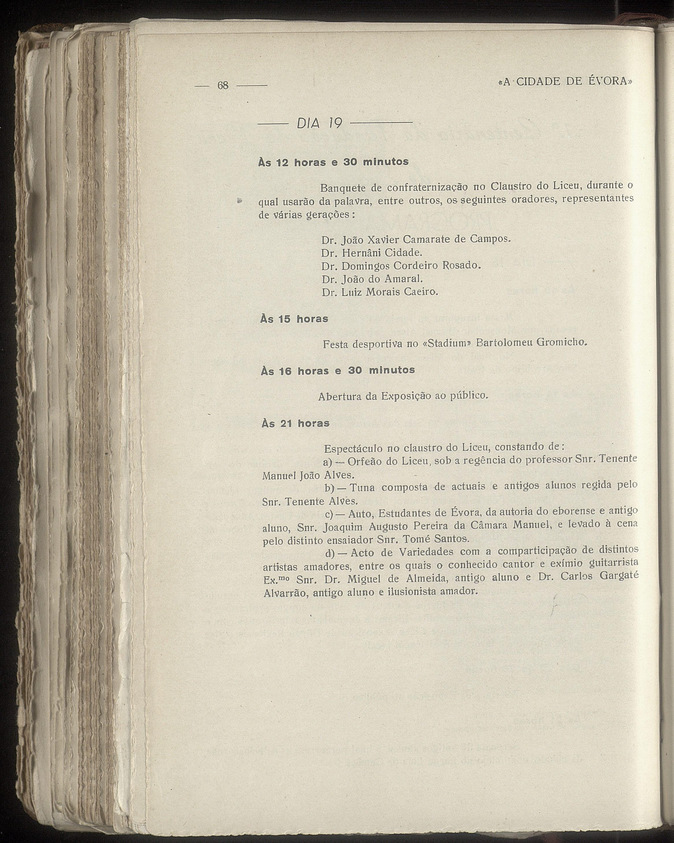 — 68 —
«A CIDADE DE ÉVORA»
— DIA 19 —
Às 12 horas e 30 minutos
Banquete de confraternização no Claustro do Liceu, durante o
qual usarão da palavra, entre outros, os seguintes oradores, representantes
de várias gerações :
Dr. João Xavier Camarate de Campos.
Dr. Hernâni Cidade.
Dr. Domingos Cordeiro Rosado.
Dr. João do Amaral.
Dr. Luiz Morais Caeiro.
Às 15 horas
Festa desportiva no «Stadium» Bartolomeu Gromicho.
Às 16 horas e 30 minutos
Abertura da Exposição ao público.
Às 21 horas
Espectáculo no claustro do Liceu, constando de :
a) — Orfeão do Liceu, sob a regência do professor Snr. Tenente
Manuel João Alves.
b) — Tuna composta de actuais e antigos alunos regida pelo
Snr. Tenente Alves.
c) — Auto, Estudantes de Évora, da autoria do eborense e antigo
aluno, Snr. Joaquim Augusto Pereira da Câmara Manuel, e levado à cena
pelo distinto ensaiador Snr. Tomé Santos.
d) — Acto de Variedades com a comparticipação de distintos
artistas amadores, entre os quais o conhecido cantor e exímio guitarrista
Ex.mo Snr. Dr. Miguel de Almeida, antigo aluno e Dr. Carlos Gargaté
Alvarrão, antigo aluno e ilusionista amador.